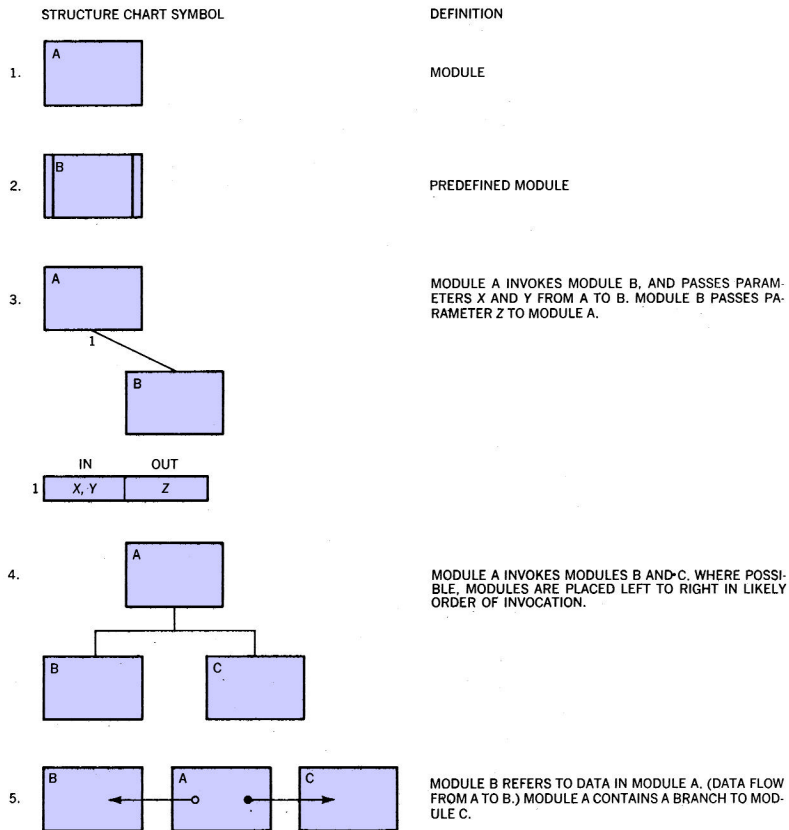 STRUCTURE CHART SYMBOL DEFINITION
1. A MODULE
2. B PREDEFINED MODULE
3. A MODULE A INVOKES MODULE B, AND PASSES PARAM-
ETERS X AND Y FROM A TO B. MODULE B PASSES PA-
RAMETER Z TO MODULE A.
1
B
IN OUT
1 X, Y Z
4. A MODULE A INVOKES MODULES B AND C. WHERE POSSI-
BLE, MODULES ARE PLACED LEFT TO RIGHT IN LIKELY
ORDER OF INVOCATION.
B C
5. B A C MODULE B REFERS TO DATA IN MODULE A. (DATA FLOW
FROM A TO B.) MODULE A CONTAINS A BRANCH TO MOD-
ULE C.